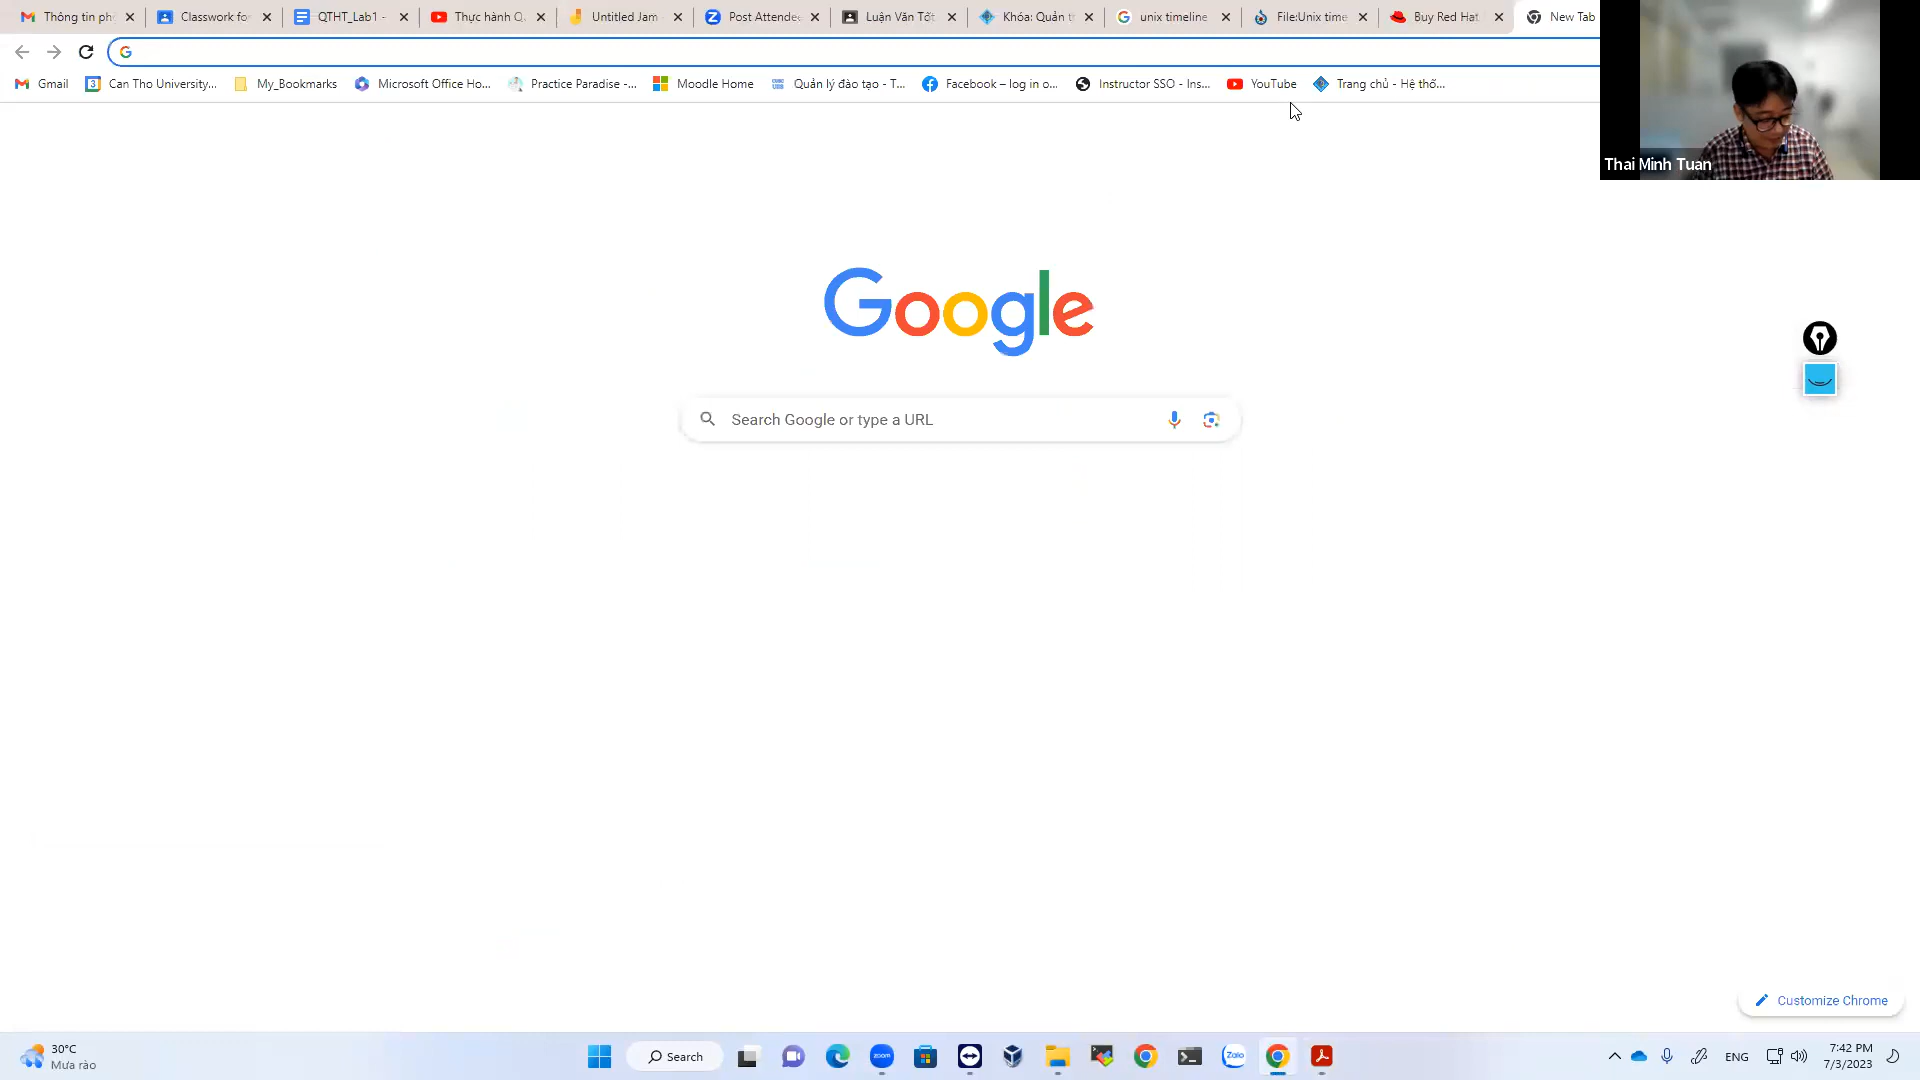 Thông tin ph
Classwork fo
QTHT_Lab1 -
Thực hành Q
Untitled Jam
Post Attende
Luận Văn Tốt
Khóa: Quản t
unix timeline
File:Unix time
Buy Red Hat
New Tab
Gmail
Can Tho University...
My_Bookmarks
Microsoft Office Ho...
Practice Paradise -...
Moodle Home
Quản lý đào tạo - T...
Facebook – log in o...
Instructor SSO - Ins...
YouTube
Trang chủ - Hệ thố...
Thai Minh Tuan
Google
Search Google or type a URL
Customize Chrome
30°C
Mưa rào
Search
zoom
Zalo
ENG
7:42 PM
7/3/2023